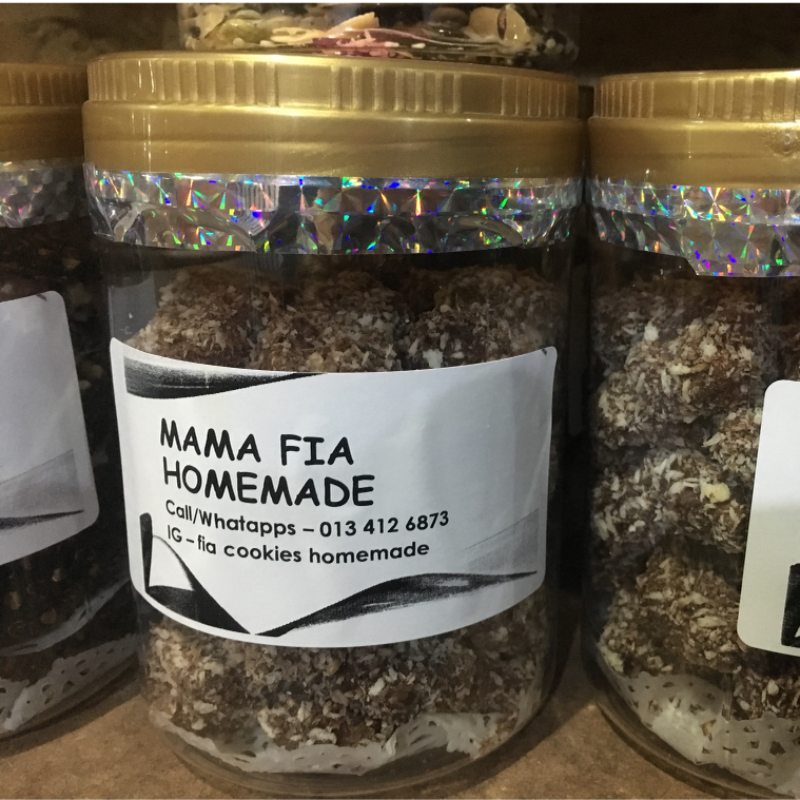 MAMA FIA
HOMEMADE
Call/Whatapps – 013 412 6873
IG – fia cookies homemade